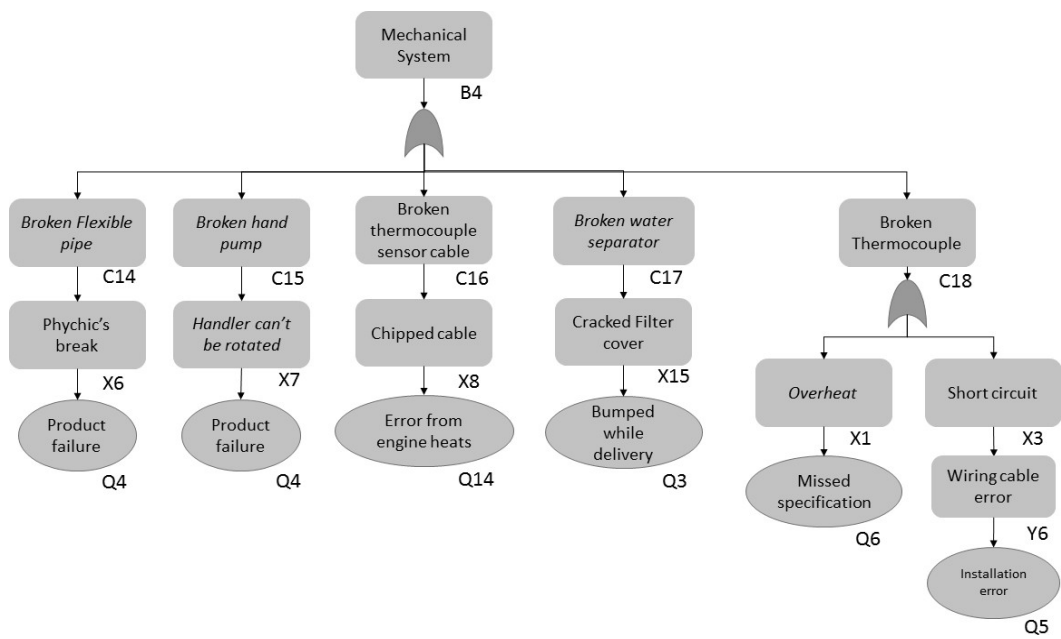 Mechanical
System
B4
Broken Flexible
pipe
Broken hand
pump
Broken
thermocouple
sensor cable
Broken water
separator
Broken
Thermocouple
C14
C15
C16
C17
C18
Phychic's
break
Handler can't
be rotated
Chipped cable
Cracked Filter
cover
X6
X7
X8
X15
Overheat
Short circuit
Product
failure
Product
failure
Error from
engine heats
Bumped
while
delivery
X1
X3
Q4
Q4
Q14
Q3
Missed
specification
Wiring cable
error
Q6
Y6
Installation
error
Q5